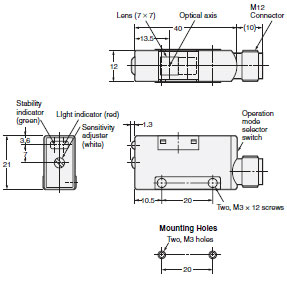 Lens (7 × 7)
Optical axis
M12
Connector
40
(10)
13.5
12
Stability
indicator
(green)
LIght indicator (red)
Sensitivity
adjuster
(white)
3.6
7
21
1.3
Operation
mode
selector
switch
10.5
20
Two, M3 × 12 screws
Mounting Holes
Two, M3 holes
20